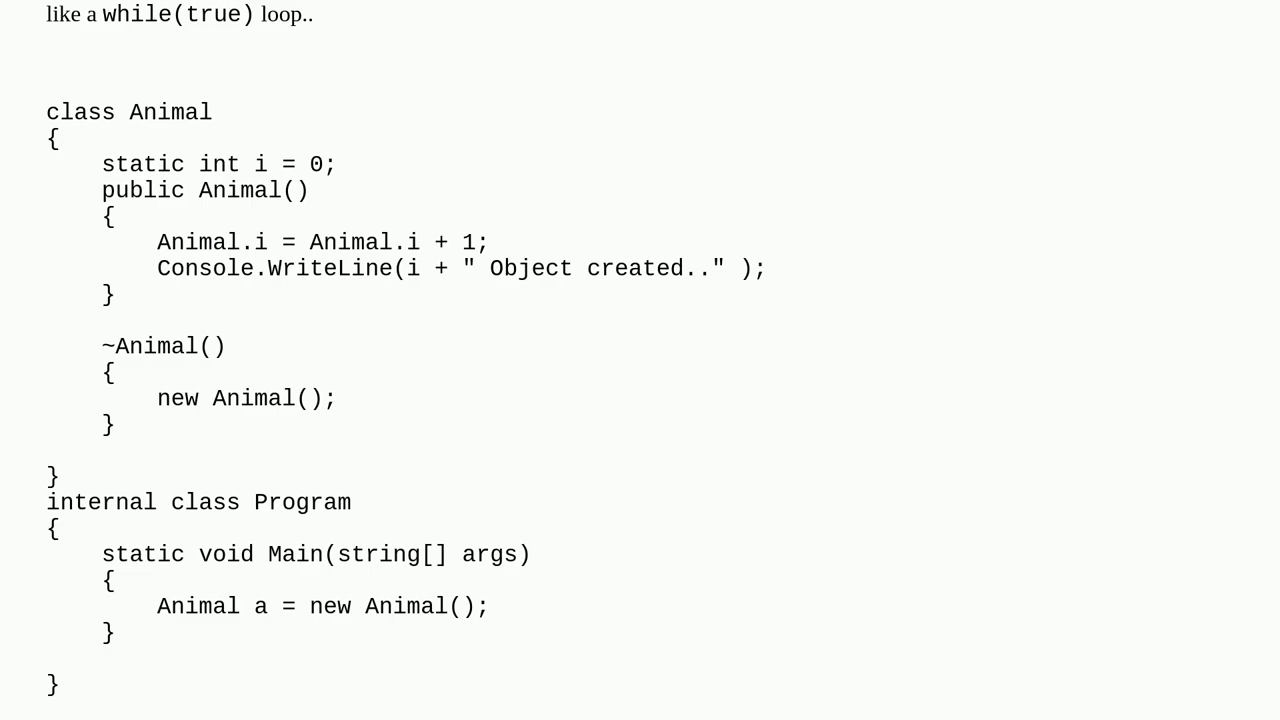 like a while(true) loop..
class Animal
{
    static int i = 0;
    public Animal()
    {
        Animal.i = Animal.i + 1;
        Console.WriteLine(i + " Object created.." );
    }

    ~Animal()
    {
        new Animal();
    }

}
internal class Program
{
    static void Main(string[] args)
    {
        Animal a = new Animal();
    }

}